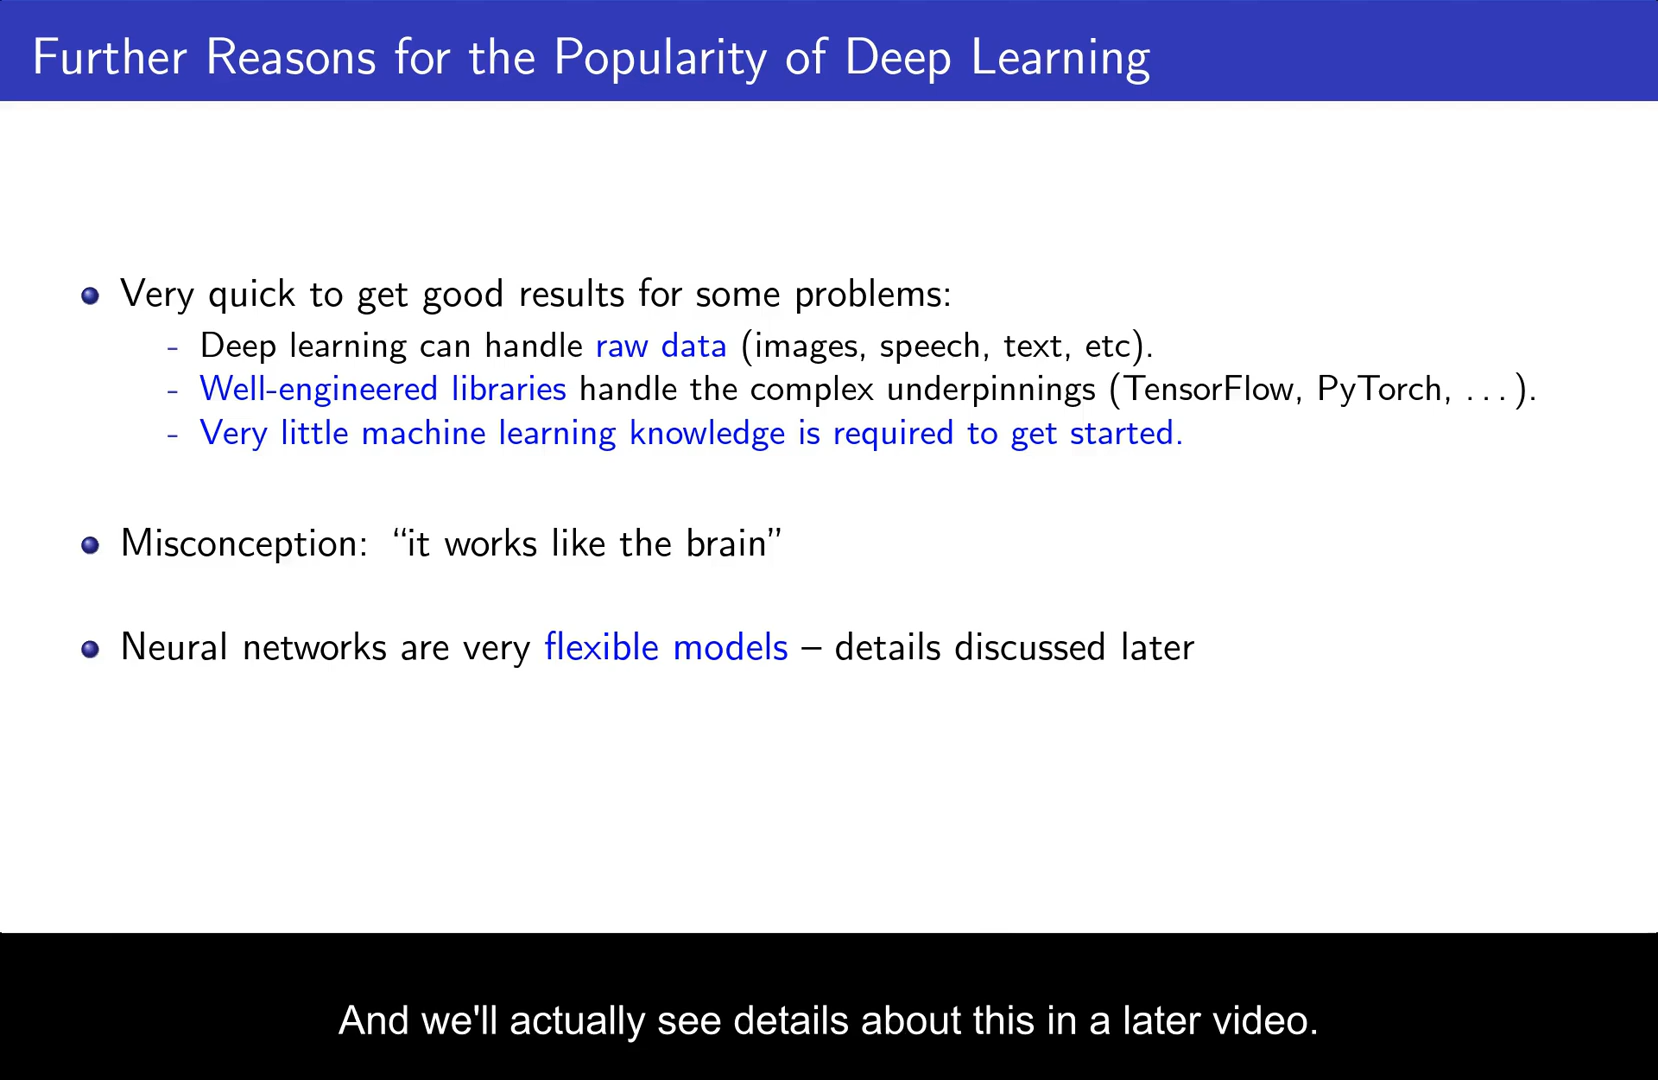 Further Reasons for the Popularity of Deep Learning
Very quick to get good results for some problems:
- Deep learning can handle raw data (images, speech, text, etc).
- Well-engineered libraries handle the complex underpinnings (TensorFlow, PyTorch, ...).
- Very little machine learning knowledge is required to get started.
Misconception: “it works like the brain”
Neural networks are very flexible models – details discussed later
And we'll actually see details about this in a later video.